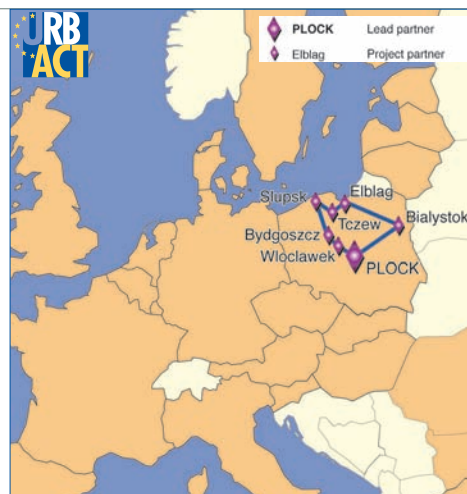 URB
ACT
PLOCK Lead partner
Elblag Project partner
Slupsk
Elblag
Tczew
Bialystok
Bydgoszcz
Wloclawek
PLOCK